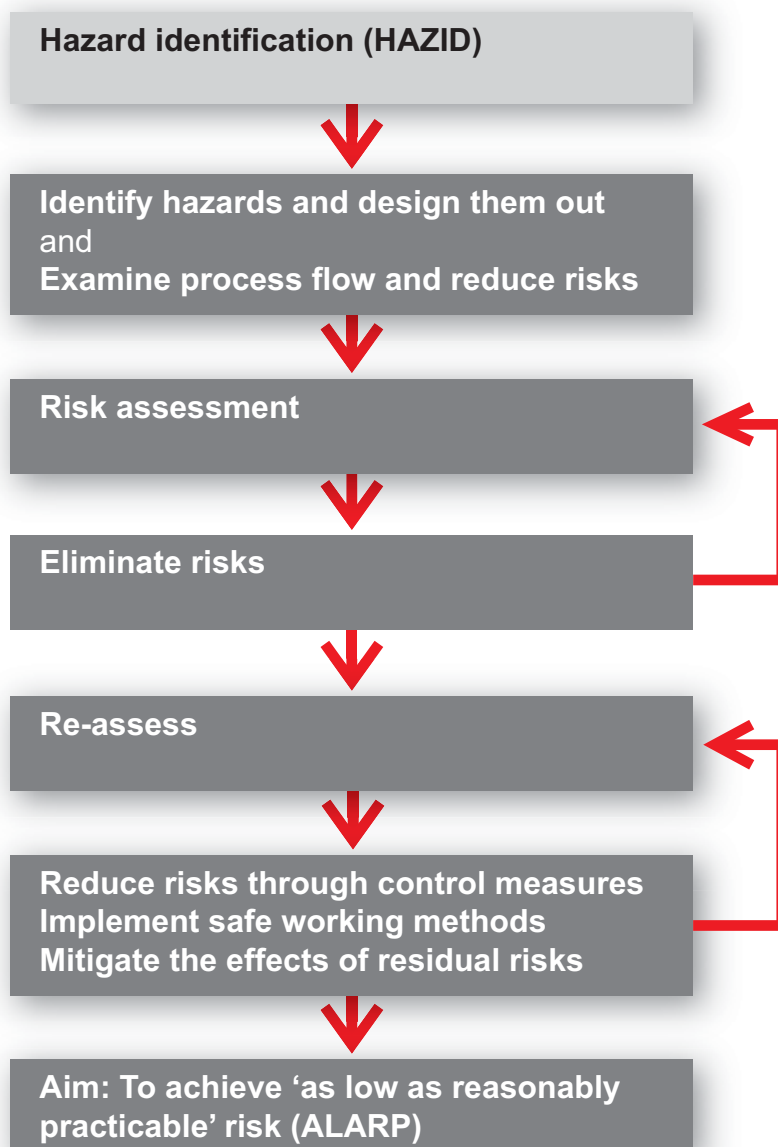 Hazard identification (HAZID)
Identify hazards and design them out
and
Examine process flow and reduce risks
Risk assessment
Eliminate risks
Re-assess
Reduce risks through control measures
Implement safe working methods
Mitigate the effects of residual risks
Aim: To achieve ‘as low as reasonably
practicable’ risk (ALARP)